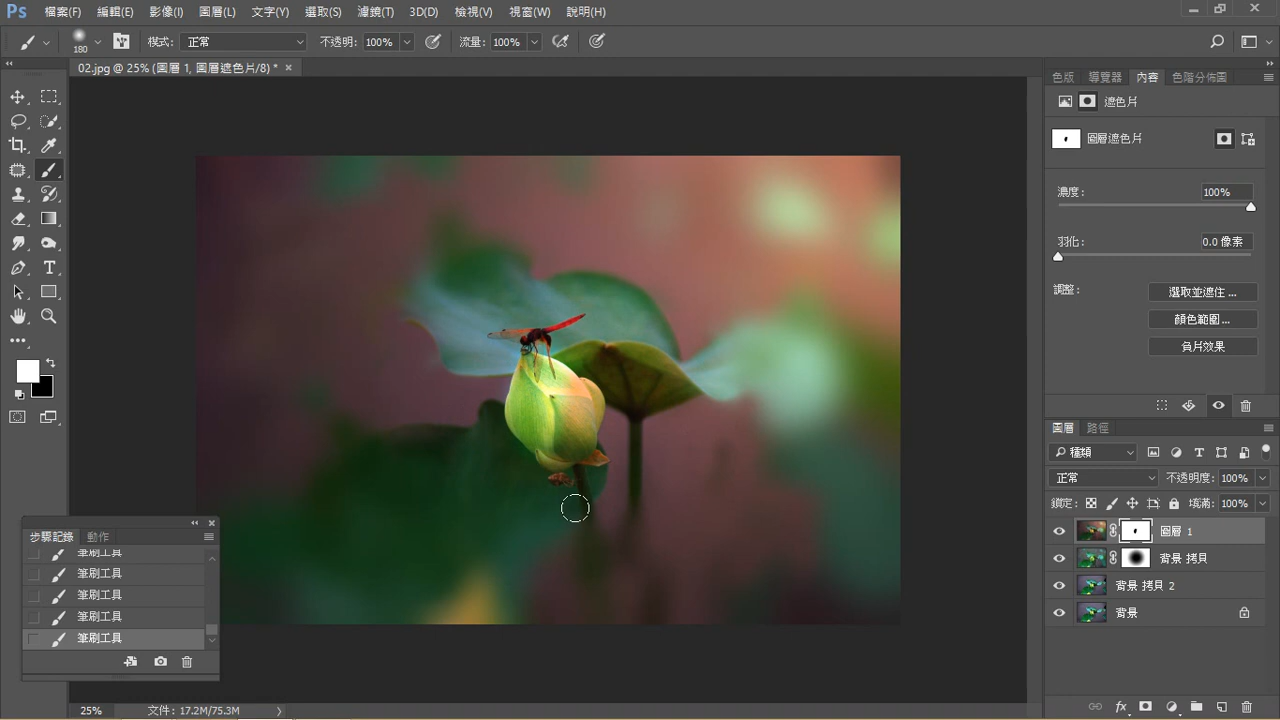 Ps 檔案(F) 編輯(E) 影像(I) 圖層(L) 文字(Y) 選取(S) 濾鏡(T) 3D(D) 檢視(V) 視窗(W) 說明(H)
180 模式: 正常 不透明: 100% 流量: 100%
02.jpg @ 25% (圖層 1, 圖層遮色片/8) *
色版 導覽器 內容 色階分佈圖
遮色片
圖層遮色片
濃度: 100%
羽化: 0.0 像素
調整: 選取並遮住 ...
顏色範圍...
負片效果
圖層 路徑
種類
正常 不透明度: 100%
鎖定: 填滿: 100%
圖層 1
背景 拷貝
背景 拷貝 2
背景
步驟記錄 動作
筆刷工具
筆刷工具
筆刷工具
筆刷工具
筆刷工具
25% 文件: 17.2M/75.3M